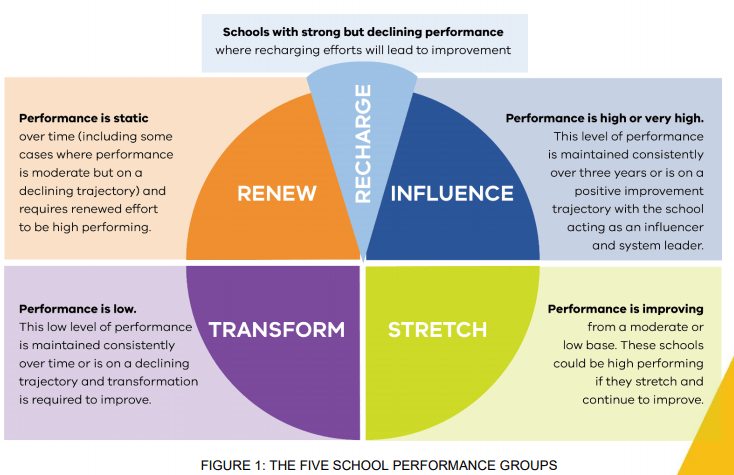 Schools with strong but declining performance
where recharging efforts will lead to improvement
RECHARGE
Performance is static
over time (including some
cases where performance
is moderate but on a
declining trajectory) and
requires renewed effort
to be high performing.
RENEW
INFLUENCE
Performance is high or very high.
This level of performance
is maintained consistently
over three years or is on a
positive improvement
trajectory with the school
acting as an influencer
and system leader.
Performance is low.
This low level of performance
is maintained consistently
over time or is on a declining
trajectory and transformation
is required to improve.
TRANSFORM
STRETCH
Performance is improving
from a moderate or
low base. These schools
could be high performing
if they stretch and
continue to improve.
FIGURE 1: THE FIVE SCHOOL PERFORMANCE GROUPS